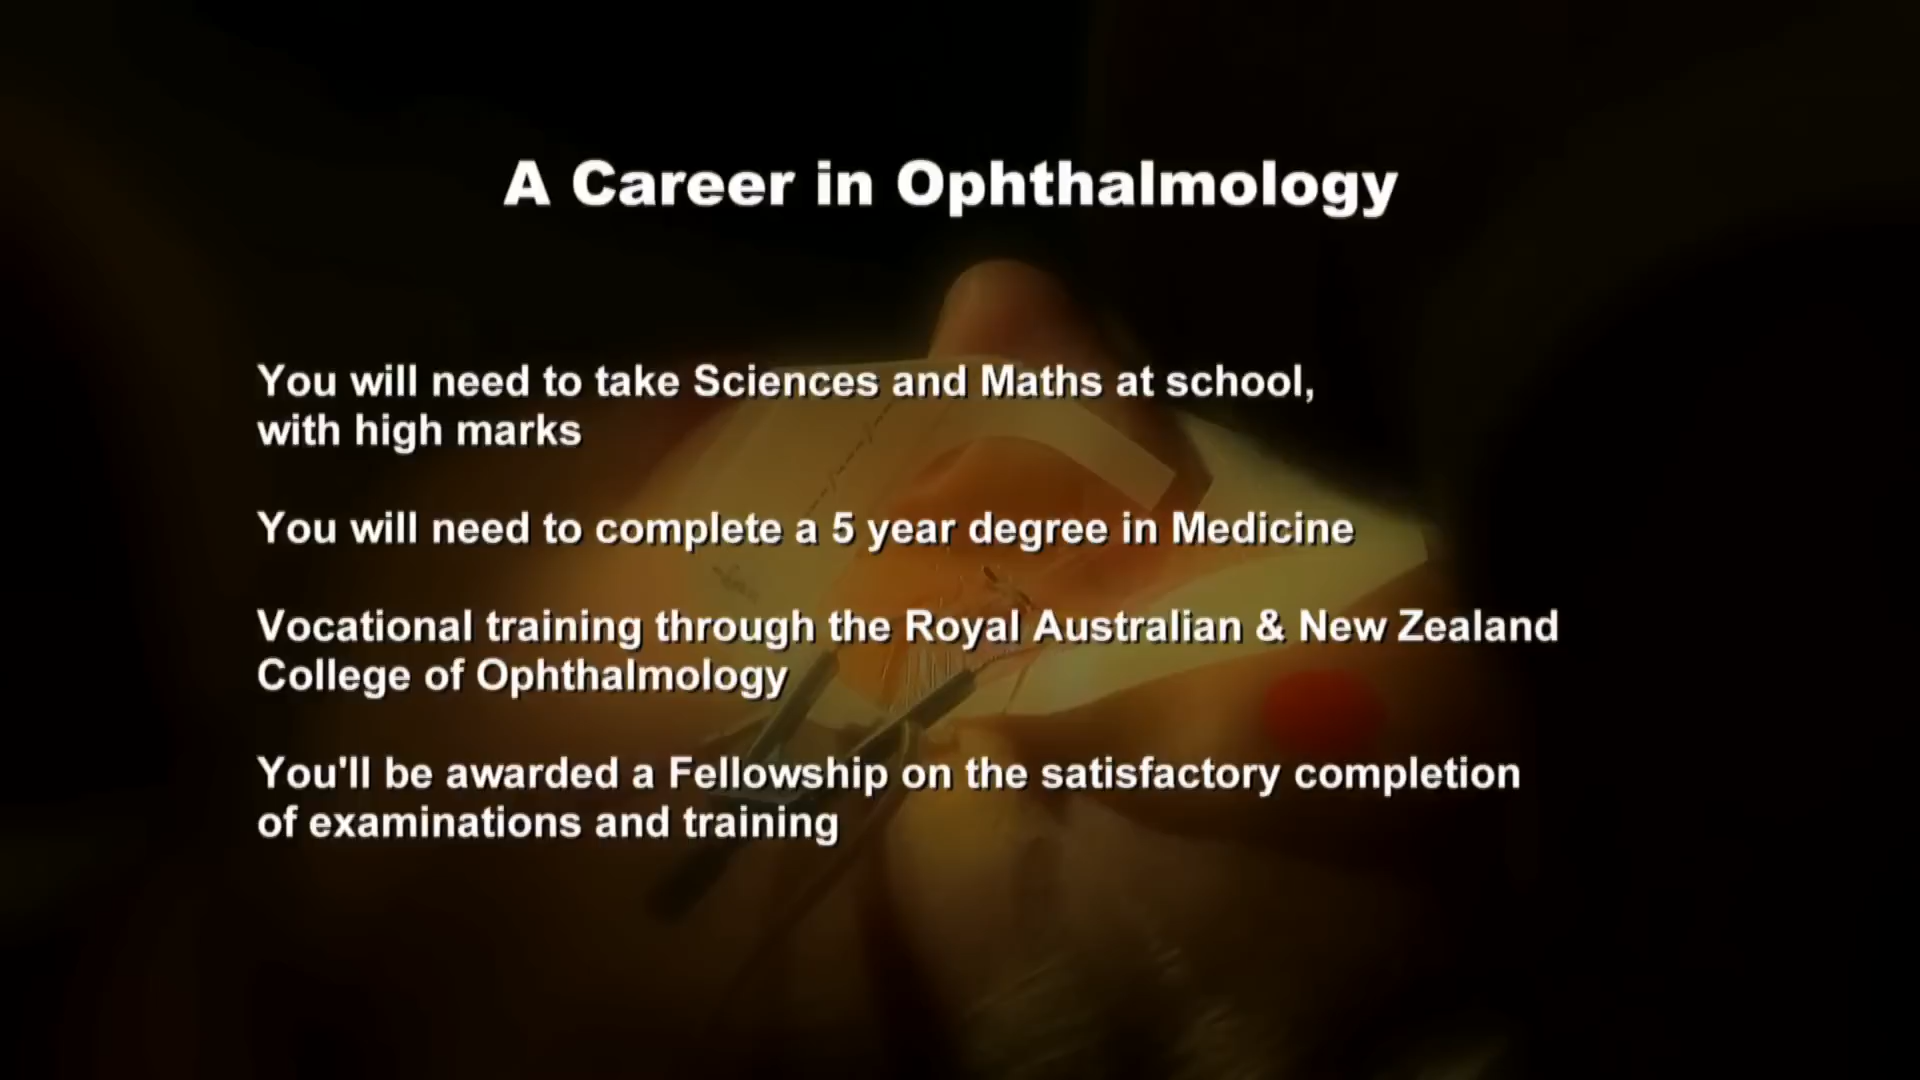 A Career in Ophthalmology
You will need to take Sciences and Maths at school,
with high marks
You will need to complete a 5 year degree in Medicine
Vocational training through the Royal Australian & New Zealand
College of Ophthalmology
You'll be awarded a Fellowship on the satisfactory completion
of examinations and training